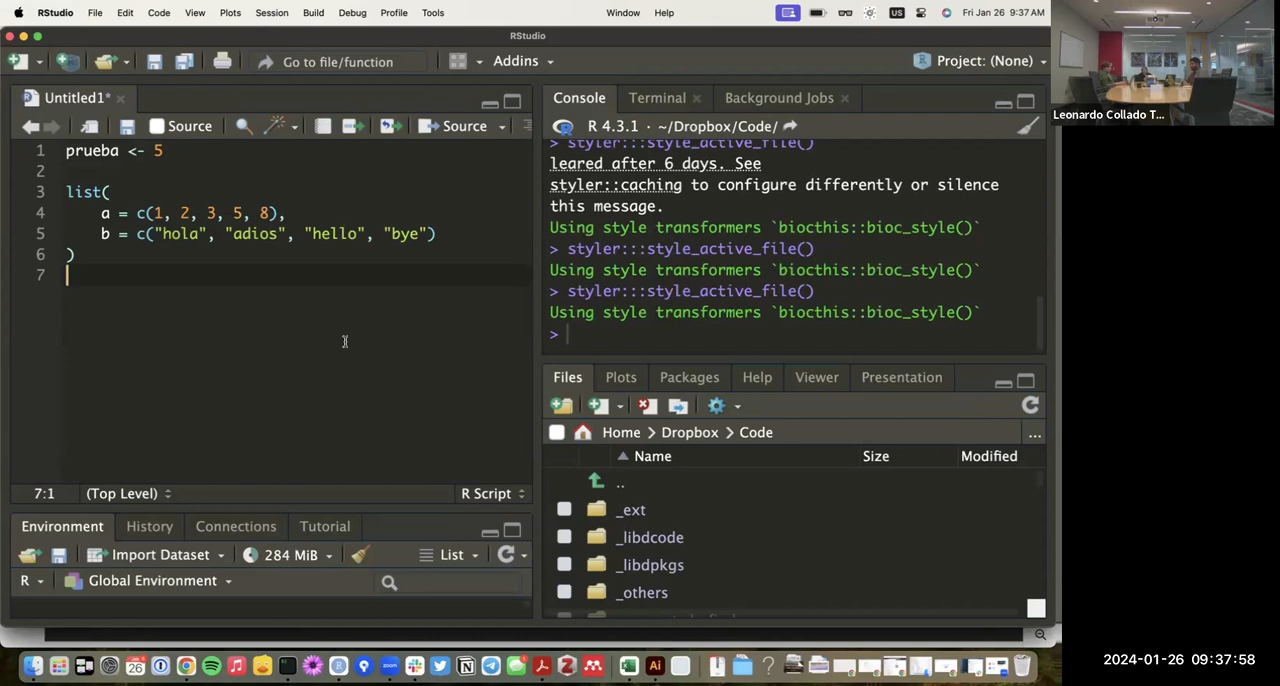 RStudio File Edit Code View Plots Session Build Debug Profile Tools Window Help US Fri Jan 26 9:37 AM
RStudio
Go to file/function Addins Project: (None)
Untitled1*
Source Source
1 prueba <- 5
2
3 list(
4 a = c(1, 2, 3, 5, 8),
5 b = c("hola", "adios", "hello", "bye")
6 )
7
7:1 (Top Level) R Script
Environment History Connections Tutorial
Import Dataset 284 MiB List
R Global Environment
Console Terminal Background Jobs
R 4.3.1 · ~/Dropbox/Code/
> styler:::style_active_file()
leared after 6 days. See
styler::caching to configure differently or silence
this message.
Using style transformers `biocthis::bioc_style()`
> styler:::style_active_file()
Using style transformers `biocthis::bioc_style()`
> styler:::style_active_file()
Using style transformers `biocthis::bioc_style()`
>
Files Plots Packages Help Viewer Presentation
Home > Dropbox > Code ...
Name Size Modified
..
_ext
_libdcode
_libdpkgs
_others
Leonardo Collado T...
2024-01-26 09:37:58